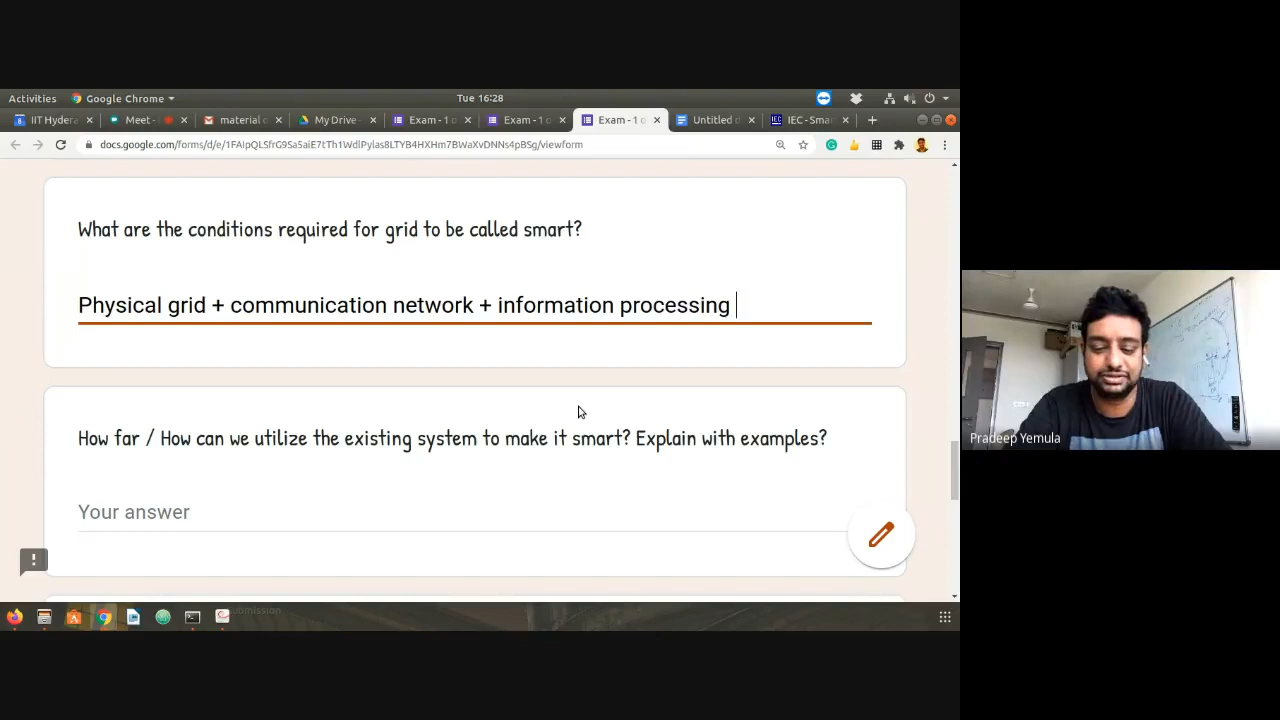 Activities Google Chrome Tue 16:28
IIT Hydera Meet - material o My Drive - Exam - 1 o Exam - 1 o Exam - 1 o Untitled d IEC - Smar
docs.google.com/forms/d/e/1FAIpQLSfrG9Sa5aiE7tTh1WdlPylas8LTYB4HXHm7BWaXvDNNs4pBSg/viewform
What are the conditions required for grid to be called smart?
Physical grid + communication network + information processing
How far / How can we utilize the existing system to make it smart? Explain with examples?
Your answer
Pradeep Yemula